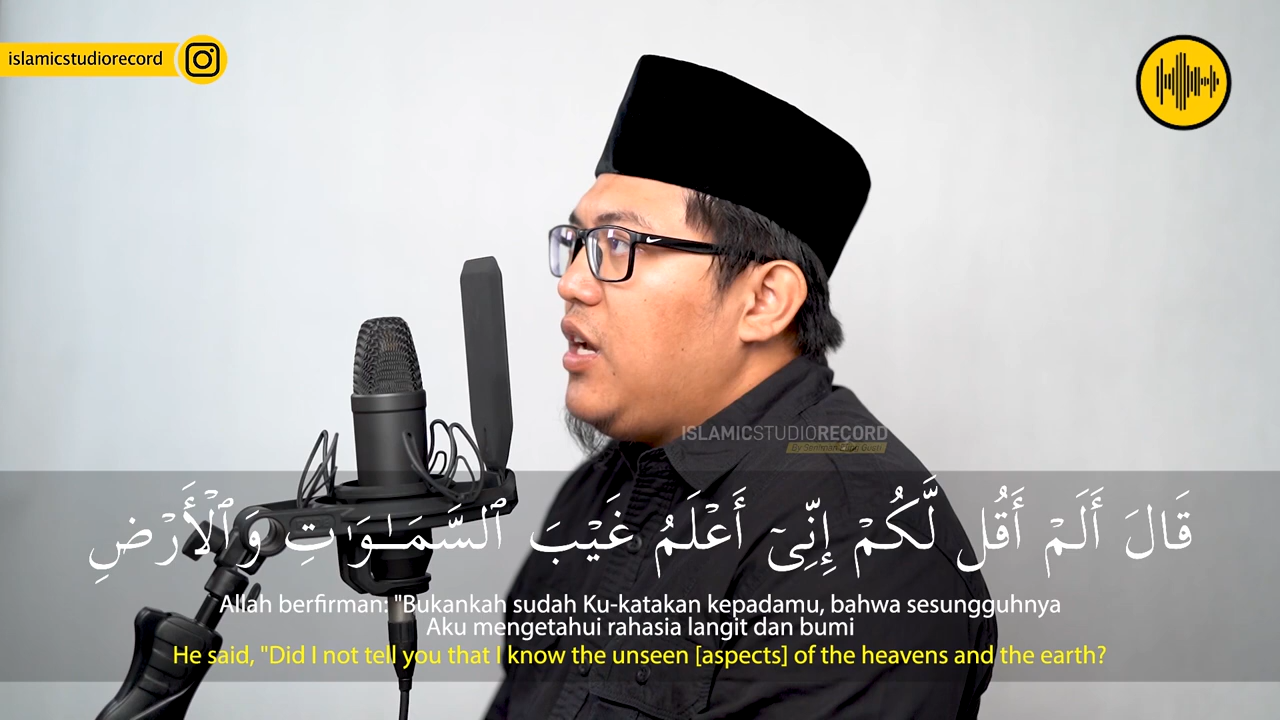 islamicstudiorecord
ISLAMICSTUDIORECORD
قَالَ أَلَمْ أَقُل لَّكُمْ إِنِّىٓ أَعْلَمُ غَيْبَ ٱلسَّمَـٰوَٰتِ وَٱلْأَرْضِ
Allah berfirman: "Bukankah sudah Ku-katakan kepadamu, bahwa sesungguhnya
Aku mengetahui rahasia langit dan bumi
He said, "Did I not tell you that I know the unseen [aspects] of the heavens and the earth?